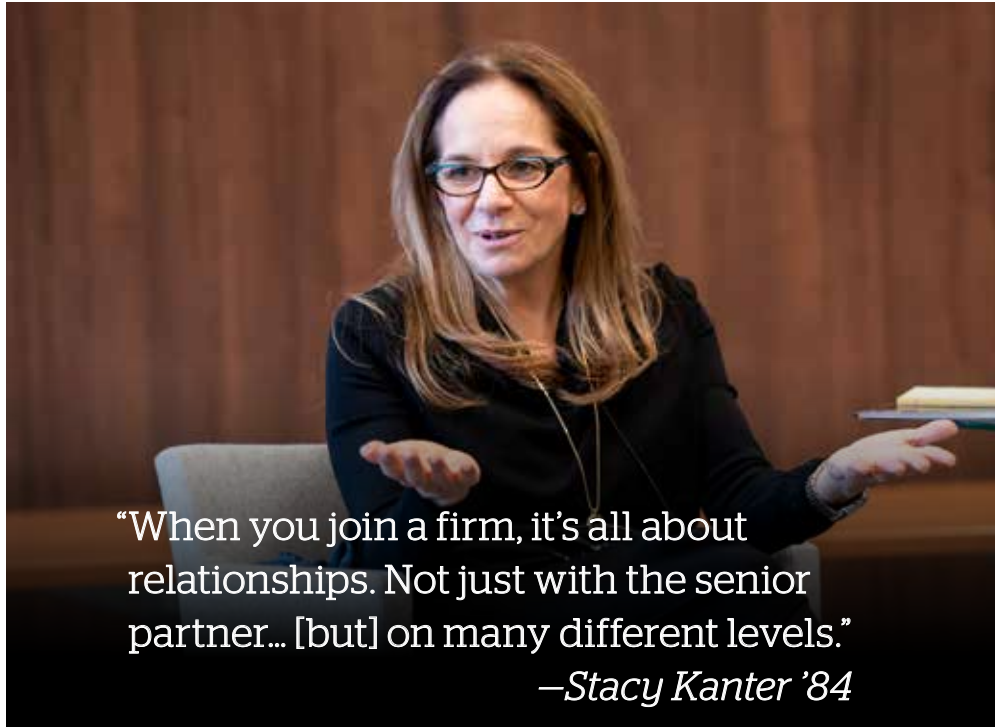 “When you join a firm, it’s all about
relationships. Not just with the senior
partner... [but] on many different levels.”
—Stacy Kanter ’84